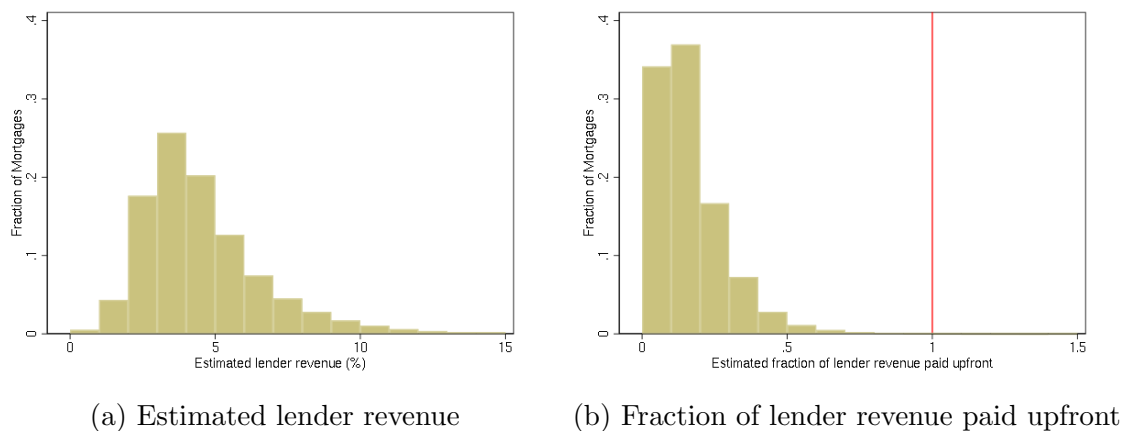 .4
.3
.2
.1
0
Fraction of Mortgages
0 5 10 15
Estimated lender revenue (%)
(a) Estimated lender revenue
.4
.3
.2
.1
0
Fraction of Mortgages
0 .5 1 1.5
Estimated fraction of lender revenue paid upfront
(b) Fraction of lender revenue paid upfront